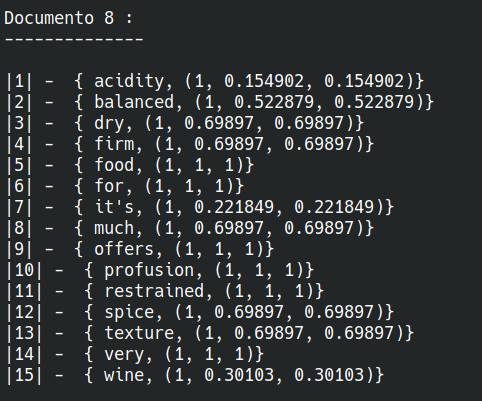 Documento 8 :
--------------
|1| -  { acidity, (1, 0.154902, 0.154902)}
|2| -  { balanced, (1, 0.522879, 0.522879)}
|3| -  { dry, (1, 0.69897, 0.69897)}
|4| -  { firm, (1, 0.69897, 0.69897)}
|5| -  { food, (1, 1, 1)}
|6| -  { for, (1, 1, 1)}
|7| -  { it's, (1, 0.221849, 0.221849)}
|8| -  { much, (1, 0.69897, 0.69897)}
|9| -  { offers, (1, 1, 1)}
|10| -  { profusion, (1, 1, 1)}
|11| -  { restrained, (1, 1, 1)}
|12| -  { spice, (1, 0.69897, 0.69897)}
|13| -  { texture, (1, 0.69897, 0.69897)}
|14| -  { very, (1, 1, 1)}
|15| -  { wine, (1, 0.30103, 0.30103)}